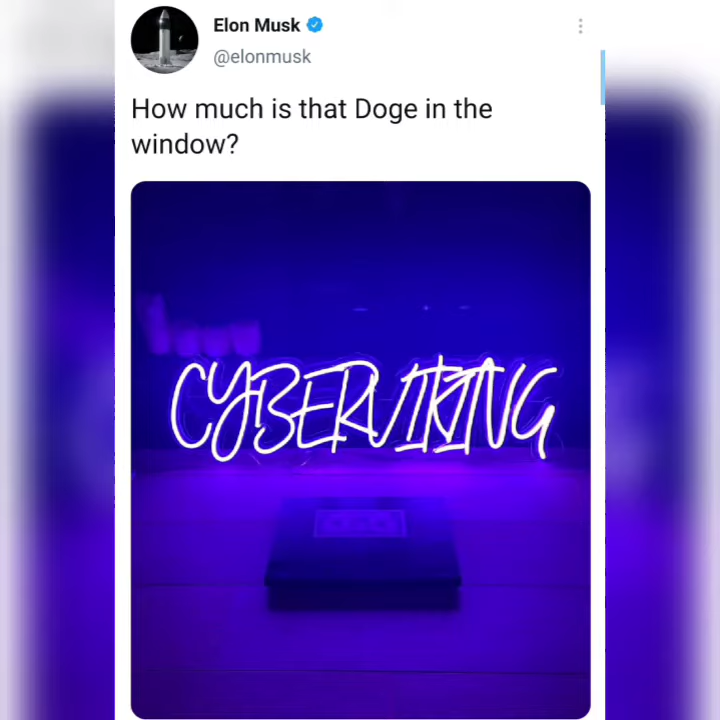 Elon Musk
@elonmusk
How much is that Doge in the
window?
CYBERVIKING